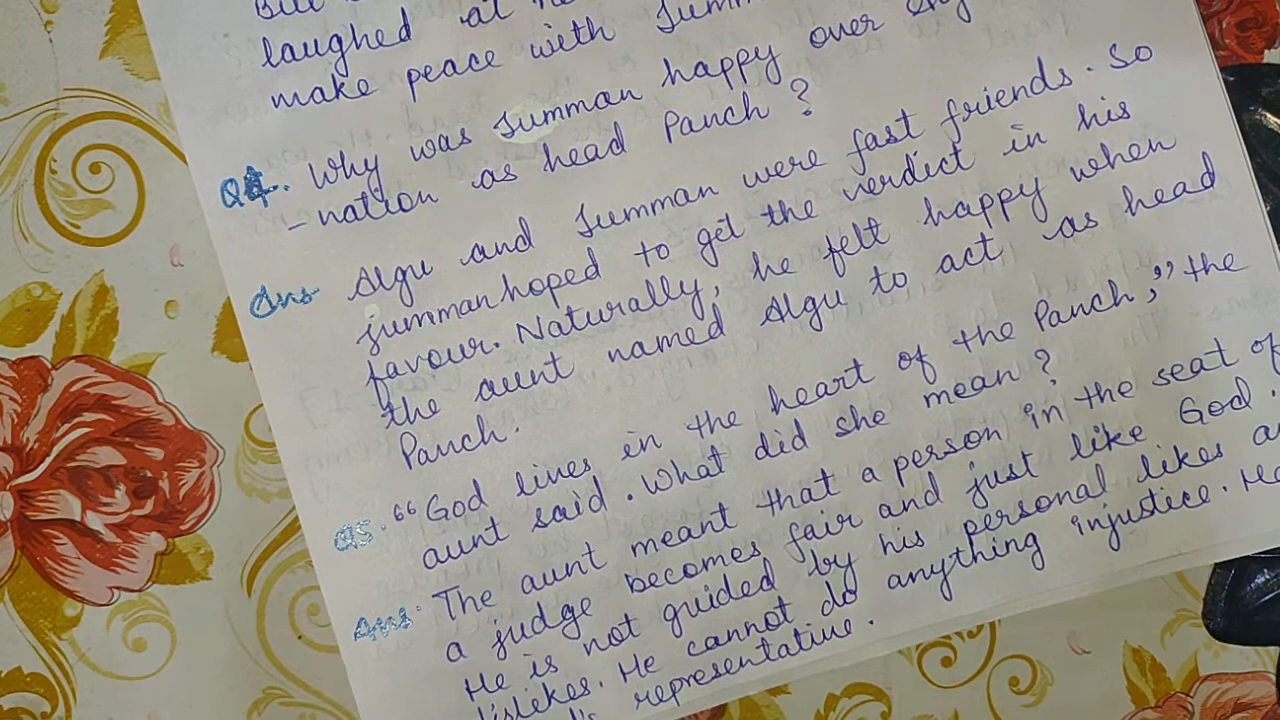 laughed at
make peace with Jumm
Q4. Why was Jumman happy over
-nation as head Panch ?
Ans Algu and Jumman were fast friends. So
Jumman hoped to get the verdict in his
favour. Naturally, he felt happy when
the aunt named Algu to act as head
Panch.
Q5. “God lives in the heart of the Panch,” the
aunt said. What did she mean ?
Ans. The aunt meant that a person in the seat of
a judge becomes fair and just like God.
He is not guided by his personal likes a
dislikes. He cannot do anything injustice. He
representative.